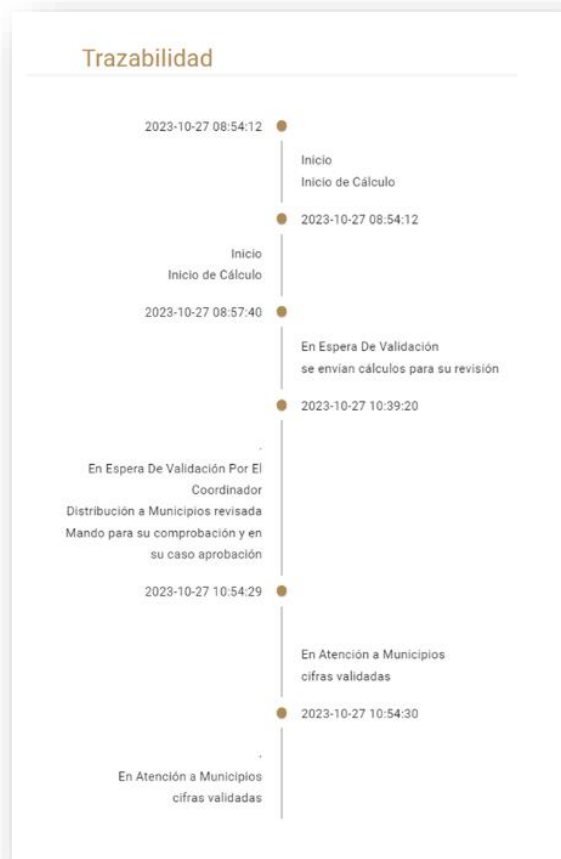 Trazabilidad
2023-10-27 08:54:12
Inicio
Inicio de Cálculo
2023-10-27 08:54:12
Inicio
Inicio de Cálculo
2023-10-27 08:57:40
En Espera De Validación
se envían cálculos para su revisión
2023-10-27 10:39:20
.
En Espera De Validación Por El
Coordinador
Distribución a Municipios revisada
Mando para su comprobación y en
su caso aprobación
2023-10-27 10:54:29
En Atención a Municipios
cifras validadas
2023-10-27 10:54:30
.
En Atención a Municipios
cifras validadas